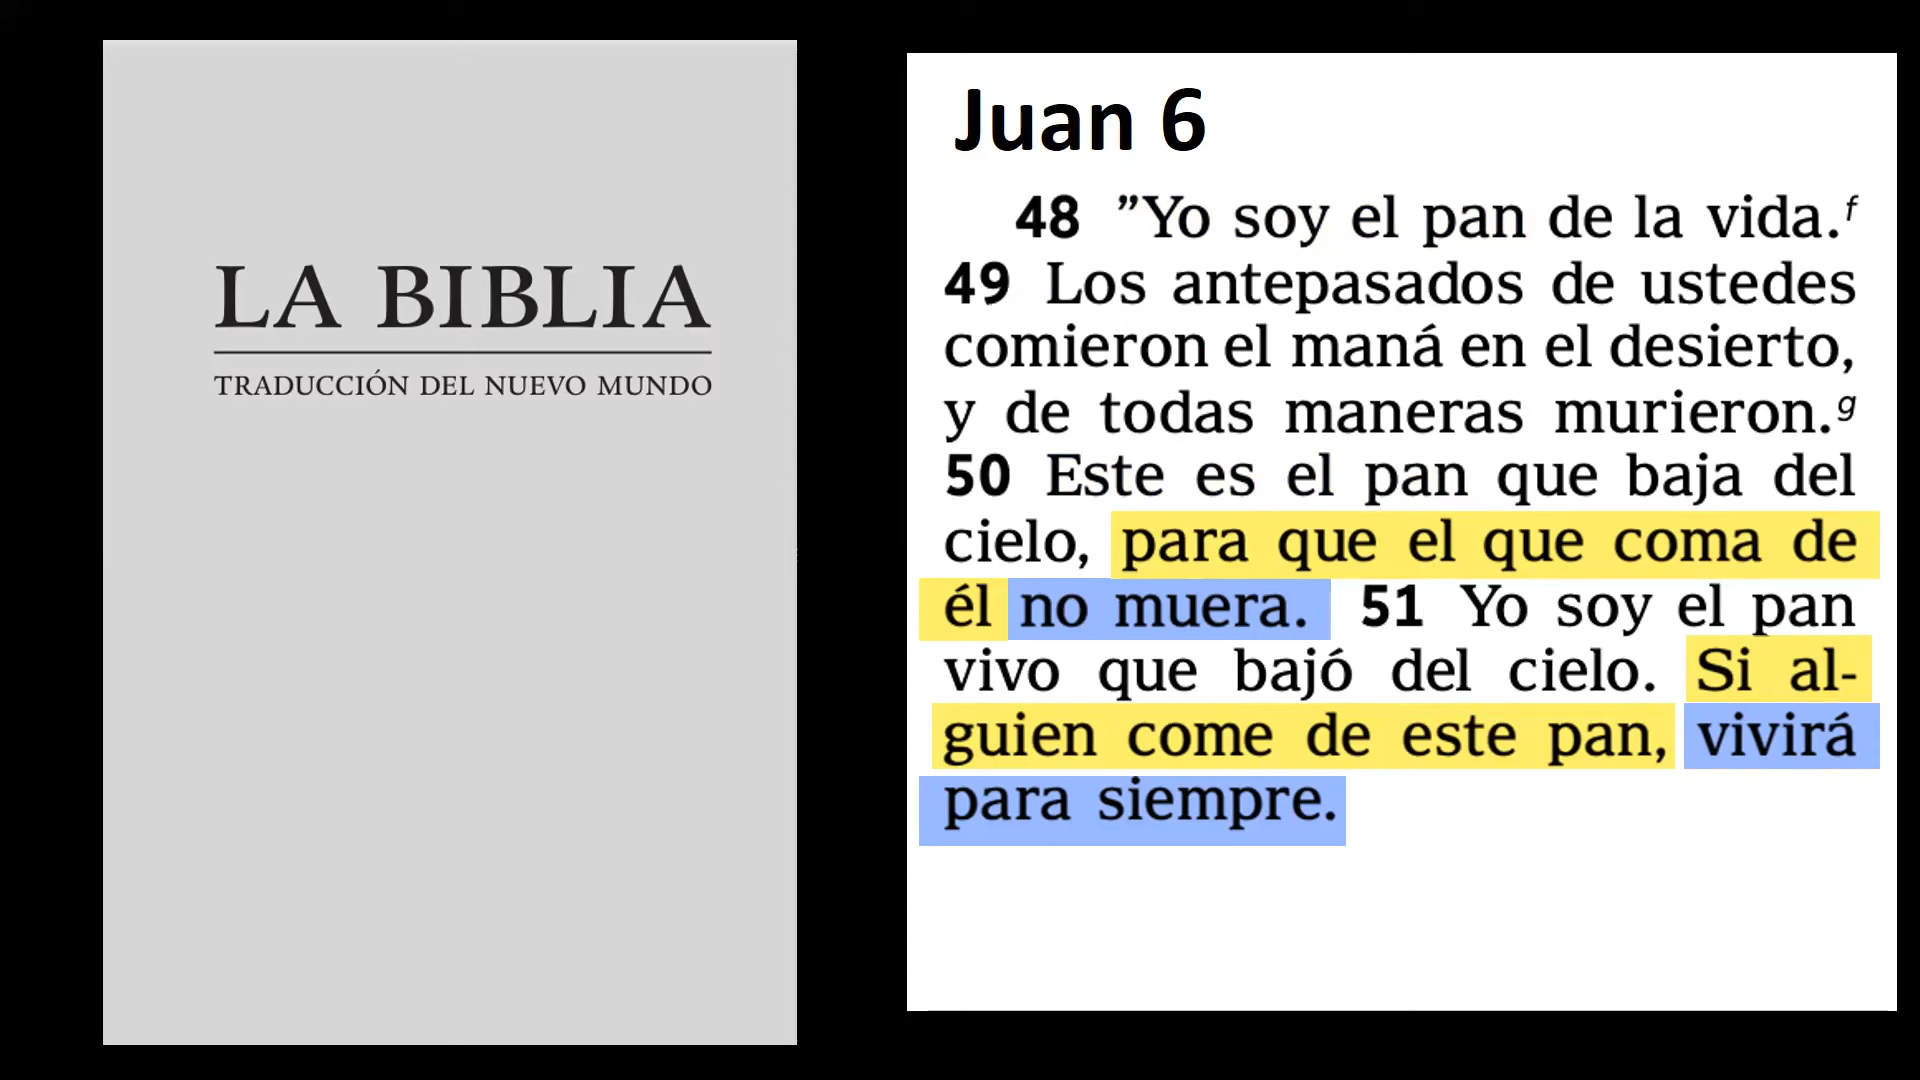 LA BIBLIA
TRADUCCIÓN DEL NUEVO MUNDO
Juan 6
48 ”Yo soy el pan de la vida.f
49 Los antepasados de ustedes
comieron el maná en el desierto,
y de todas maneras murieron.g
50 Este es el pan que baja del
cielo, para que el que coma de
él no muera. 51 Yo soy el pan
vivo que bajó del cielo. Si al-
guien come de este pan, vivirá
para siempre.